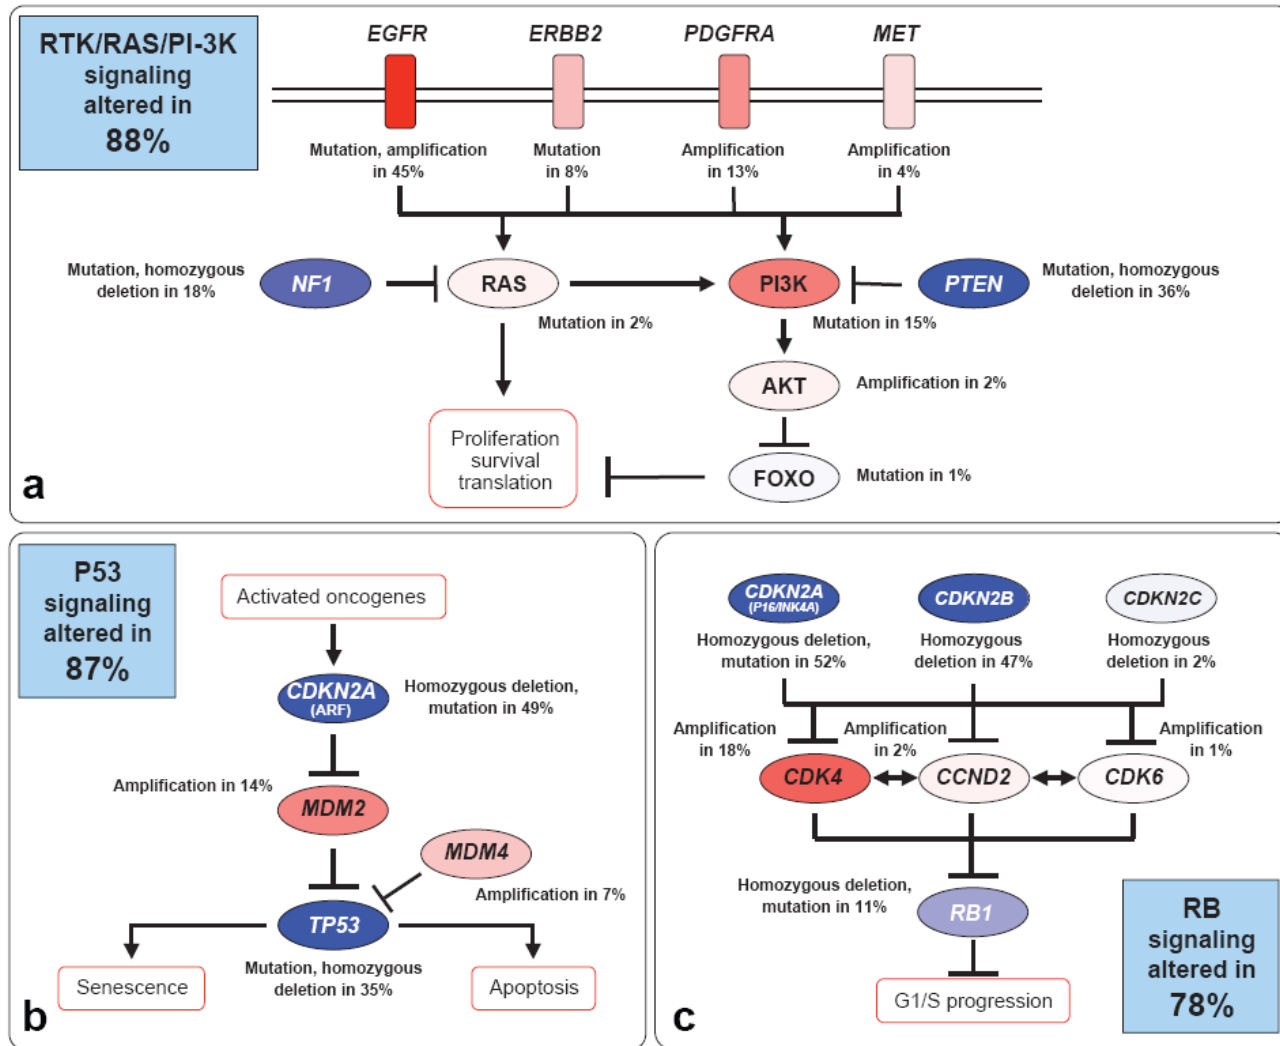 RTK/RAS/PI-3K
signaling
altered in
88%
EGFR
ERBB2
PDGFRA
MET
Mutation, amplification
in 45%
Mutation
in 8%
Amplification
in 13%
Amplification
in 4%
Mutation, homozygous
deletion in 18%
NF1
RAS
PI3K
PTEN
Mutation, homozygous
deletion in 36%
Mutation in 2%
Mutation in 15%
AKT
Amplification in 2%
Proliferation
survival
translation
FOXO
Mutation in 1%
a
P53
signaling
altered in
87%
Activated oncogenes
CDKN2A
(ARF)
Homozygous deletion,
mutation in 49%
Amplification in 14%
MDM2
MDM4
Amplification in 7%
TP53
Mutation, homozygous
deletion in 35%
Senescence
Apoptosis
b
CDKN2A
(P16/INK4A)
CDKN2B
CDKN2C
Homozygous deletion,
mutation in 52%
Homozygous
deletion in 47%
Homozygous
deletion in 2%
Amplification
in 18%
Amplification
in 2%
Amplification
in 1%
CDK4
CCND2
CDK6
Homozygous deletion,
mutation in 11%
RB1
G1/S progression
RB
signaling
altered in
78%
c